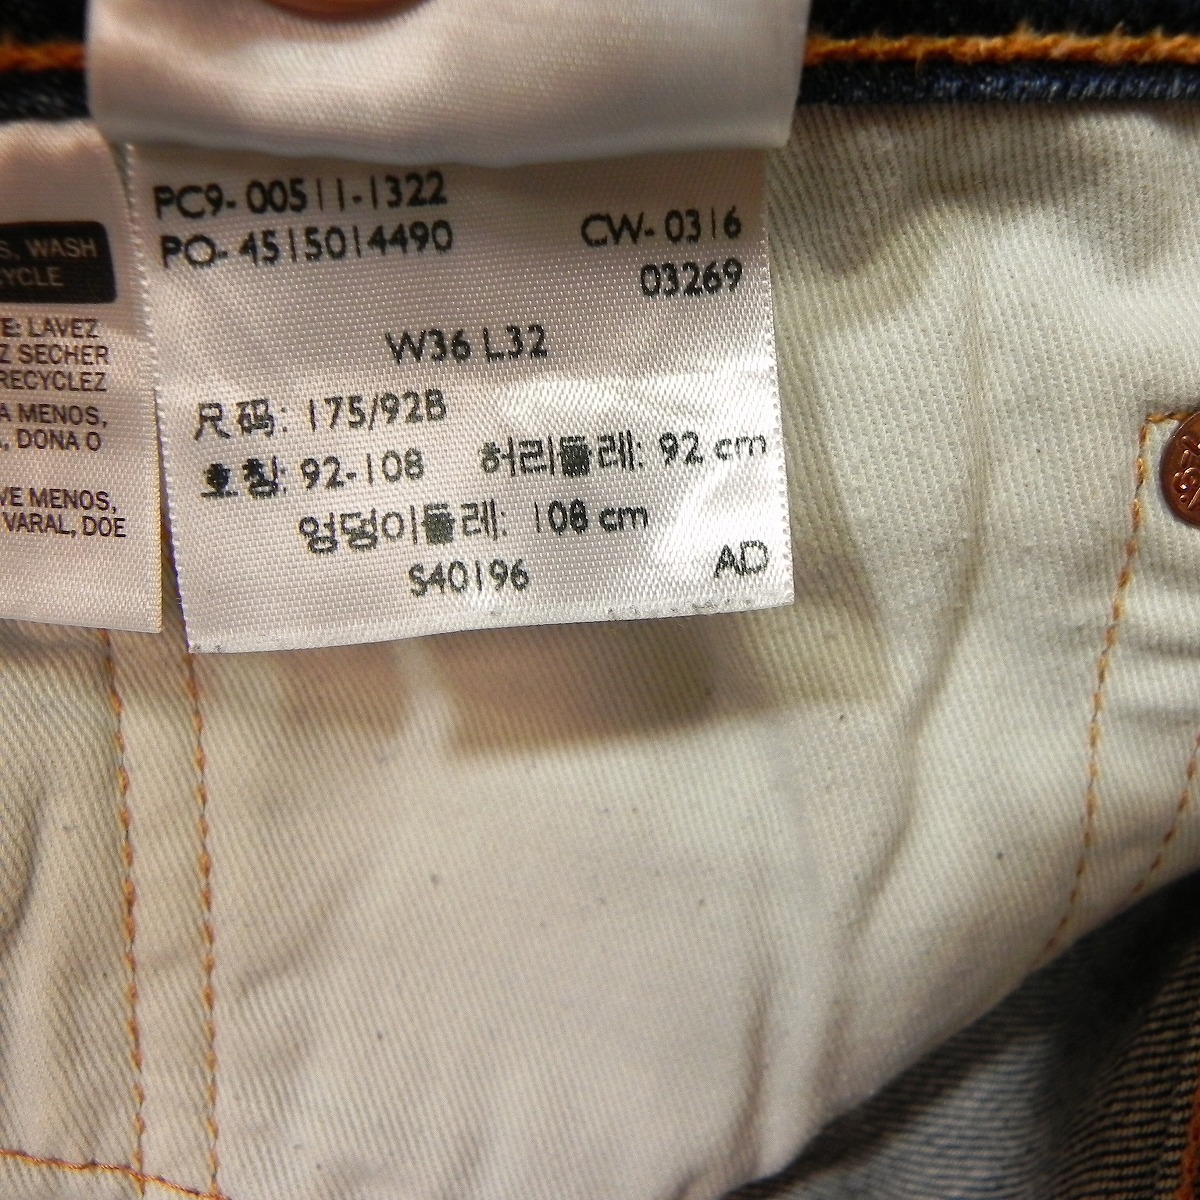 PC9-00511-1322
PO-4515014490 CW-0316
03269
W36 L32
尺码: 175/92B
호칭: 92-108 허리둘레: 92 cm
엉덩이둘레: 108 cm
S40196 AD
WASH
LAVEZ
SECHER
RECYCLEZ
A MENOS,
DONA O
MENOS,
VARAL, DOE